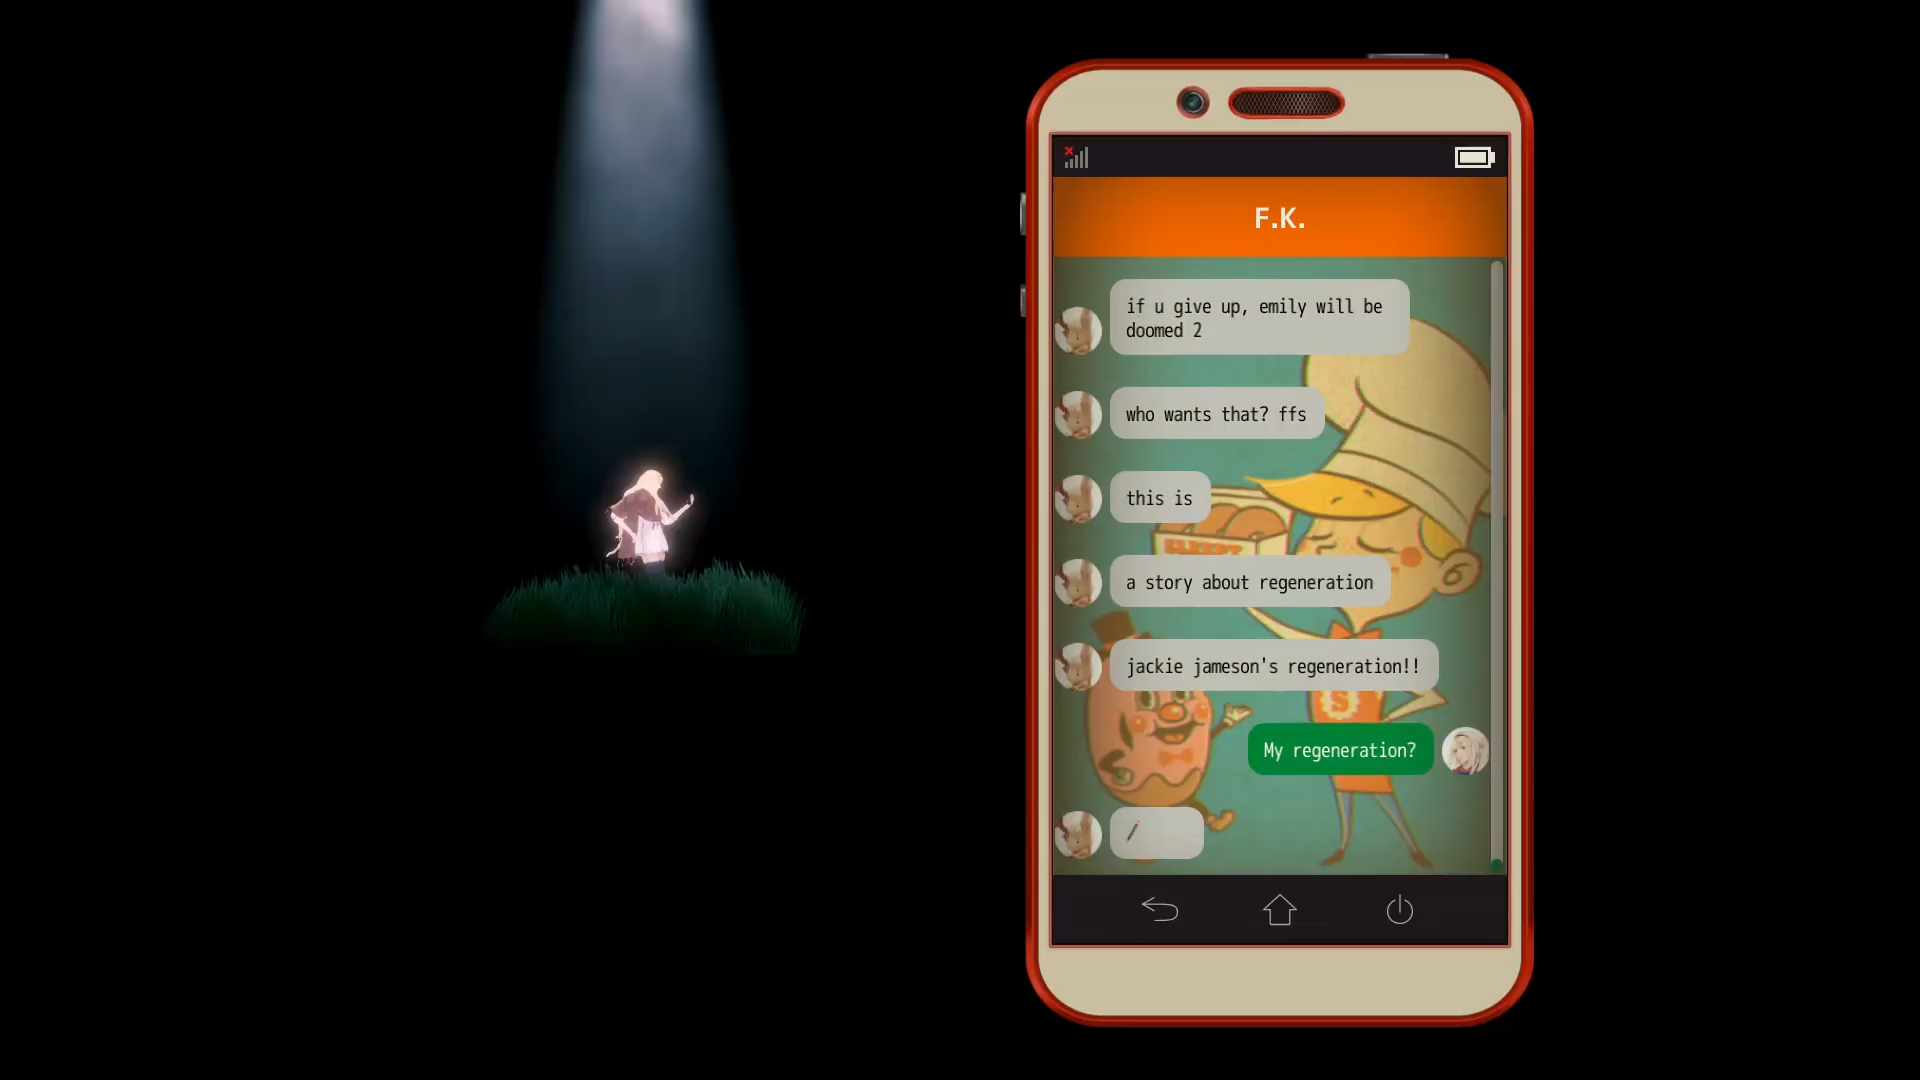 F.K.
if u give up, emily will be
doomed 2
who wants that? ffs
this is
SLEEPY
a story about regeneration
jackie jameson's regeneration!!
S
My regeneration?